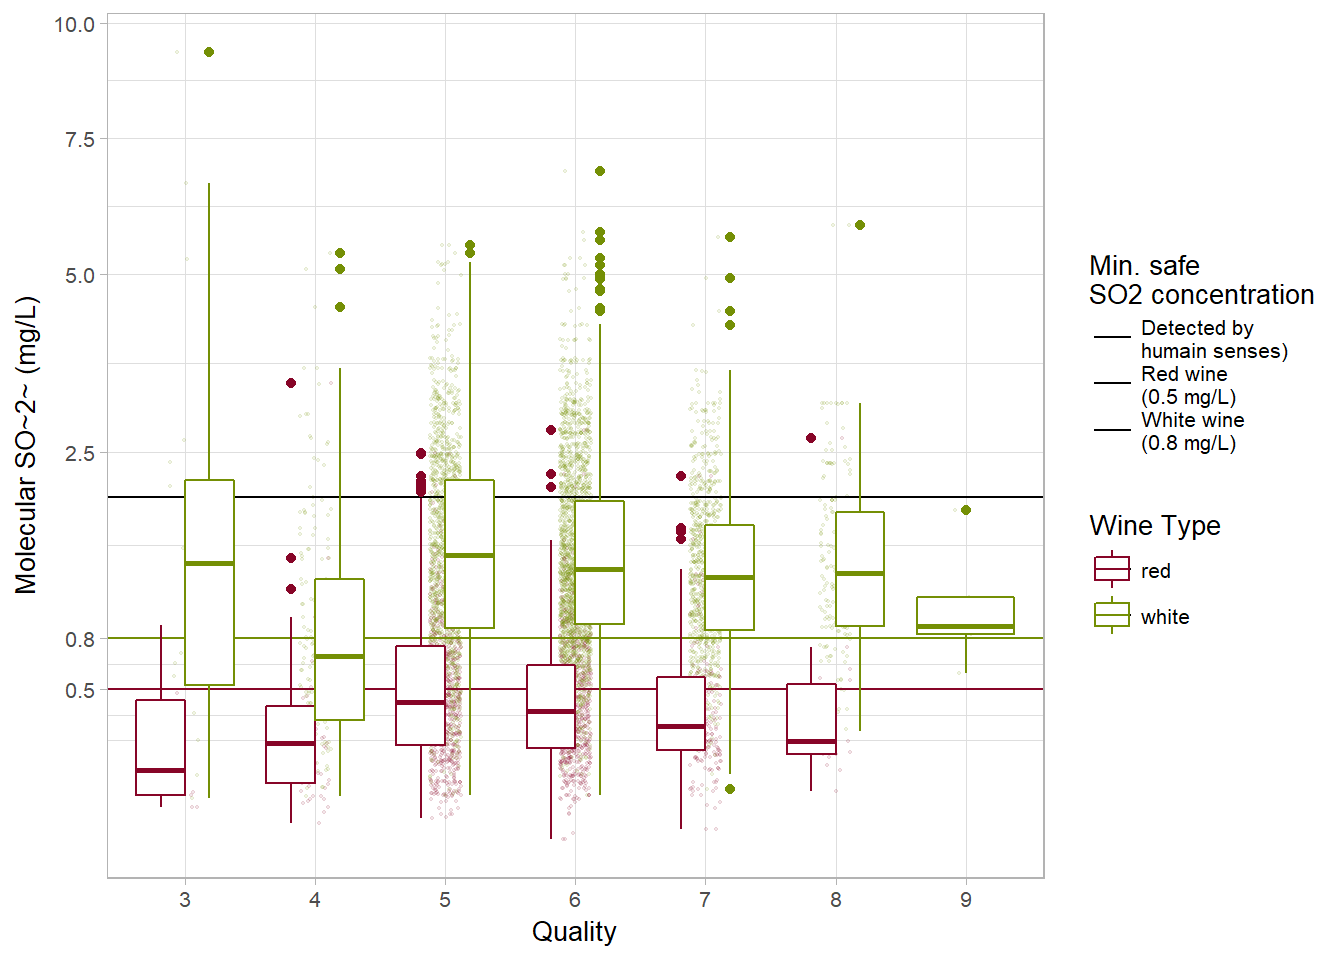 10.0
7.5
5.0
2.5
0.8
0.5
Molecular SO~2~ (mg/L)
3 4 5 6 7 8 9
Quality
Min. safe
SO2 concentration
Detected by
humain senses)
Red wine
(0.5 mg/L)
White wine
(0.8 mg/L)
Wine Type
red
white